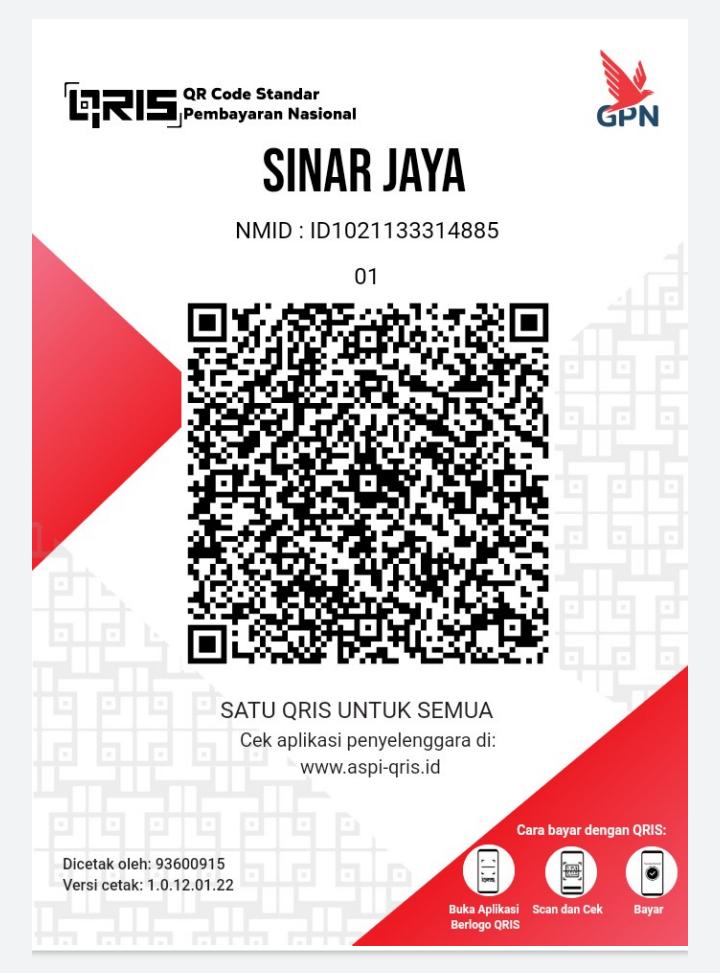 QRIS QR Code Standar
Pembayaran Nasional
GPN
SINAR JAYA
NMID : ID1021133314885
01
SATU QRIS UNTUK SEMUA
Cek aplikasi penyelenggara di:
www.aspi-qris.id
Cara bayar dengan QRIS:
Buka Aplikasi
Berlogo QRIS
Scan dan Cek
Bayar
Dicetak oleh: 93600915
Versi cetak: 1.0.12.01.22